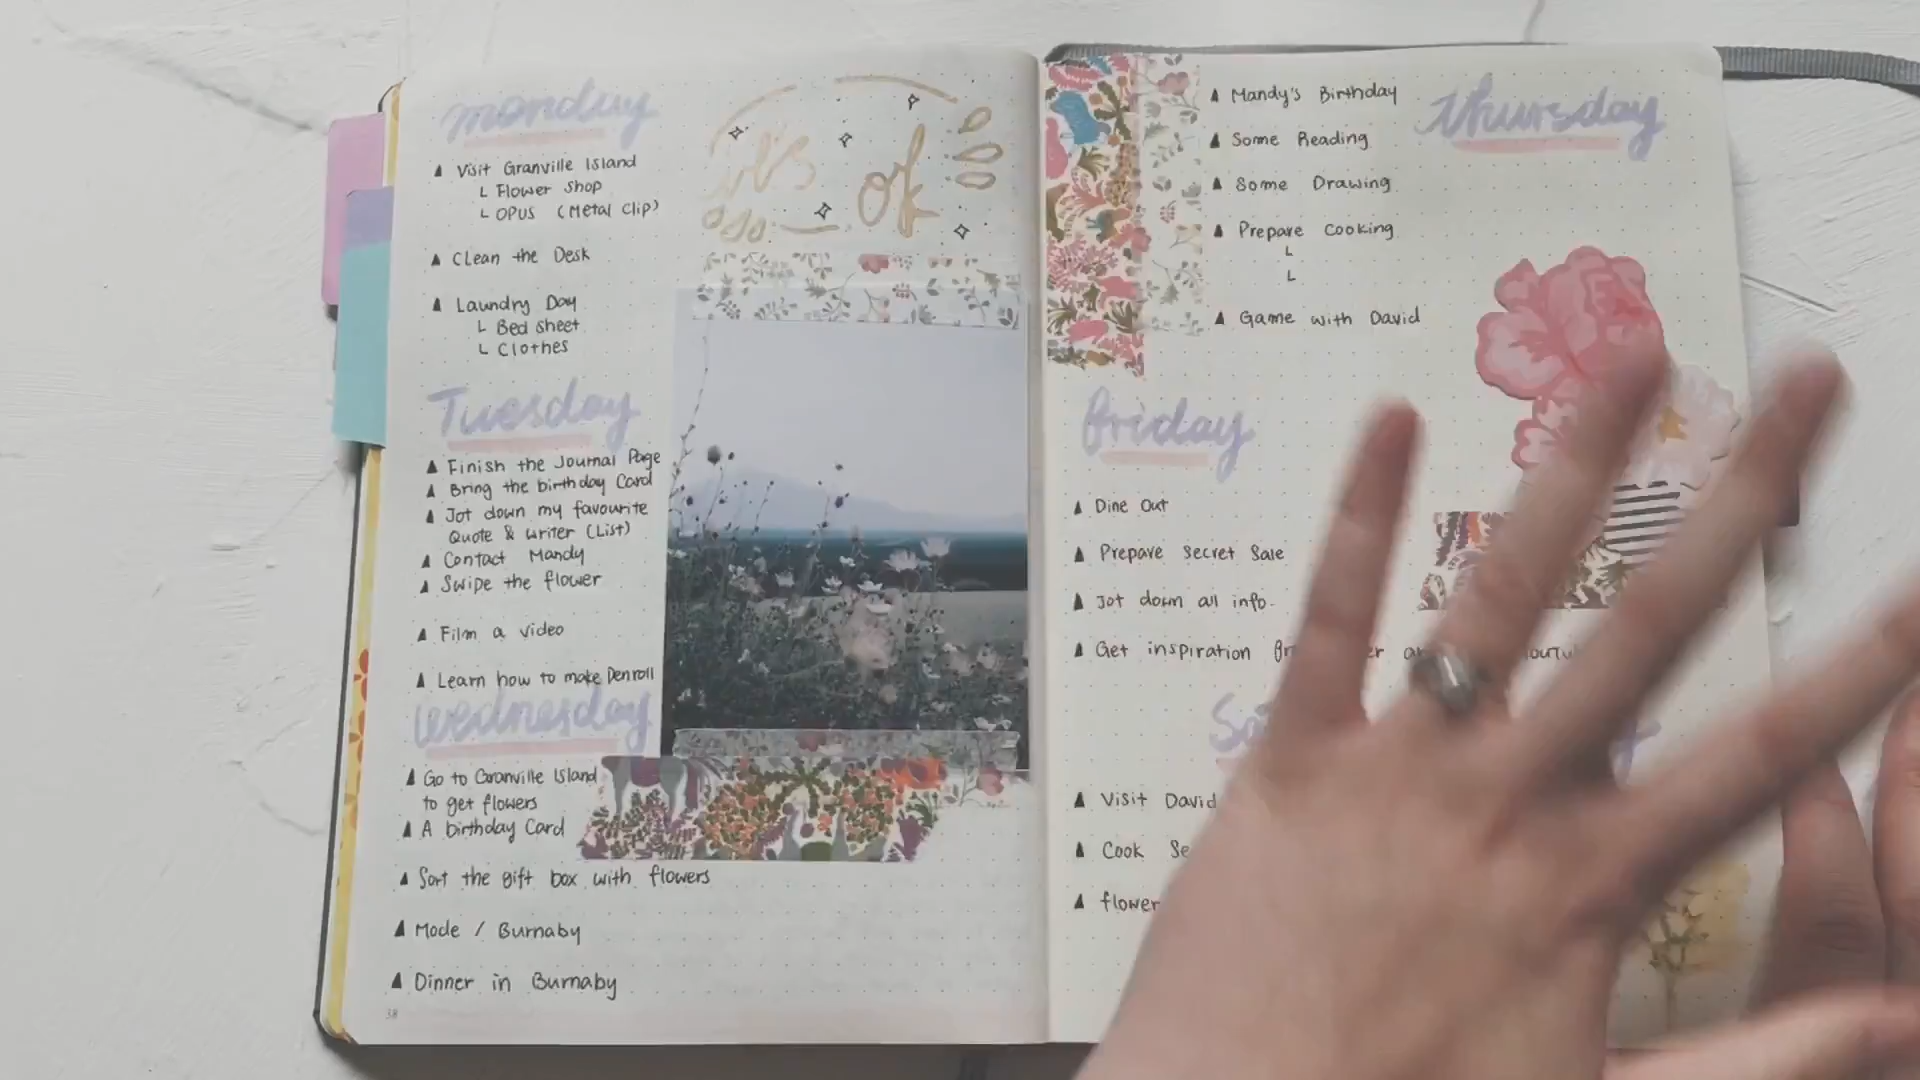 monday
Visit Granville Island
L Flower shop
L OPUS (Metal Clip)
Clean the Desk
Laundry Day
L Bed sheet
L Clothes
it's
ok
Tuesday
Finish the Journal Page
Bring the birthday Card
Jot down my favourite
Quote & writer (List)
Contact Mandy
Swipe the flower
Film a video
Learn how to make Penroll
Wednesday
Go to Granville Island
to get flowers
A birthday Card
Sort the gift box with flowers
Mode / Burnaby
Dinner in Burnaby
38
thursday
Mandy's Birthday
Some Reading
Some Drawing
Prepare Cooking
L
L
Game with David
friday
Dine Out
Prepare Secret Sale
Jot down all info.
Get inspiration
Visit David
Cook
flower